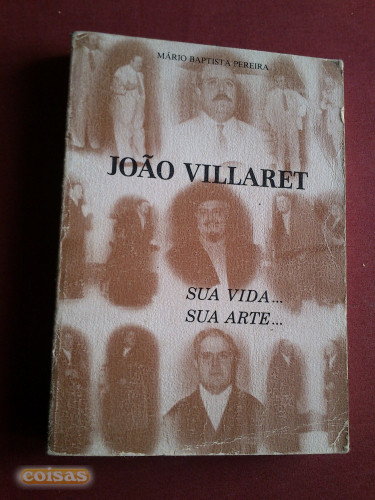 MÁRIO BAPTISTA PEREIRA
JOÃO VILLARET
SUA VIDA...
SUA ARTE...
coisas